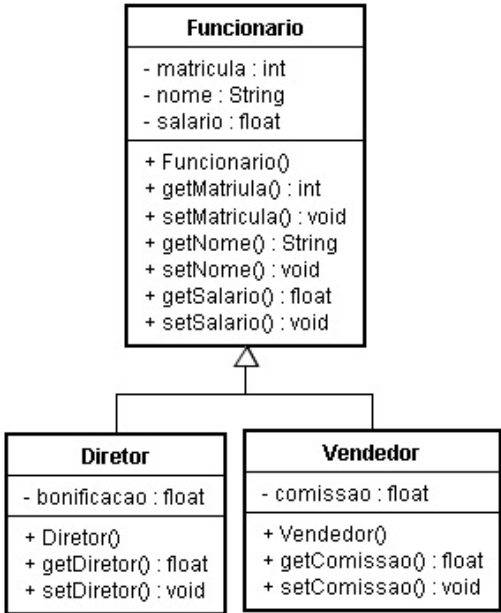 Funcionario
- matricula : int
- nome : String
- salario : float
+ Funcionario()
+ getMatriula() : int
+ setMatricula() : void
+ getNome() : String
+ setNome() : void
+ getSalario() : float
+ setSalario() : void
Diretor
- bonificacao : float
+ Diretor()
+ getDiretor() : float
+ setDiretor() : void
Vendedor
- comissao : float
+ Vendedor()
+ getComissao() : float
+ setComissao() : void